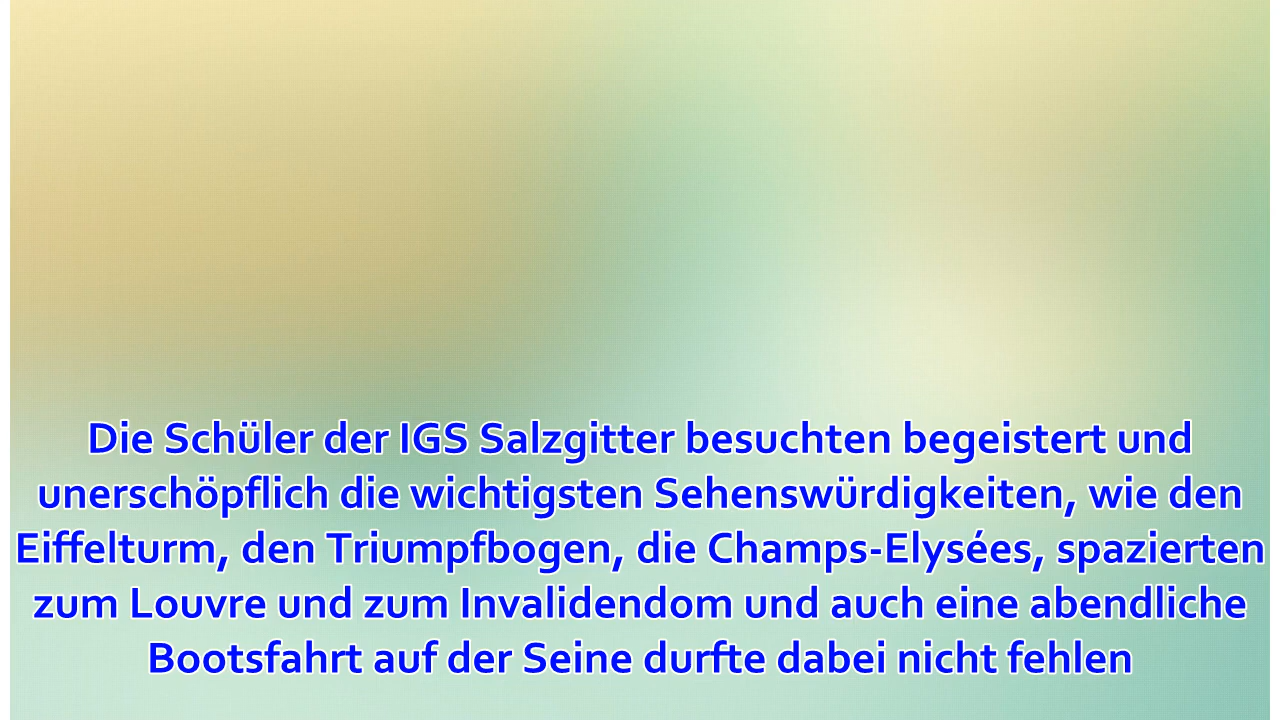 Die Schüler der IGS Salzgitter besuchten begeistert und
unerschöpflich die wichtigsten Sehenswürdigkeiten, wie den
Eiffelturm, den Triumpfbogen, die Champs-Elysées, spazierten
zum Louvre und zum Invalidendom und auch eine abendliche
Bootsfahrt auf der Seine durfte dabei nicht fehlen